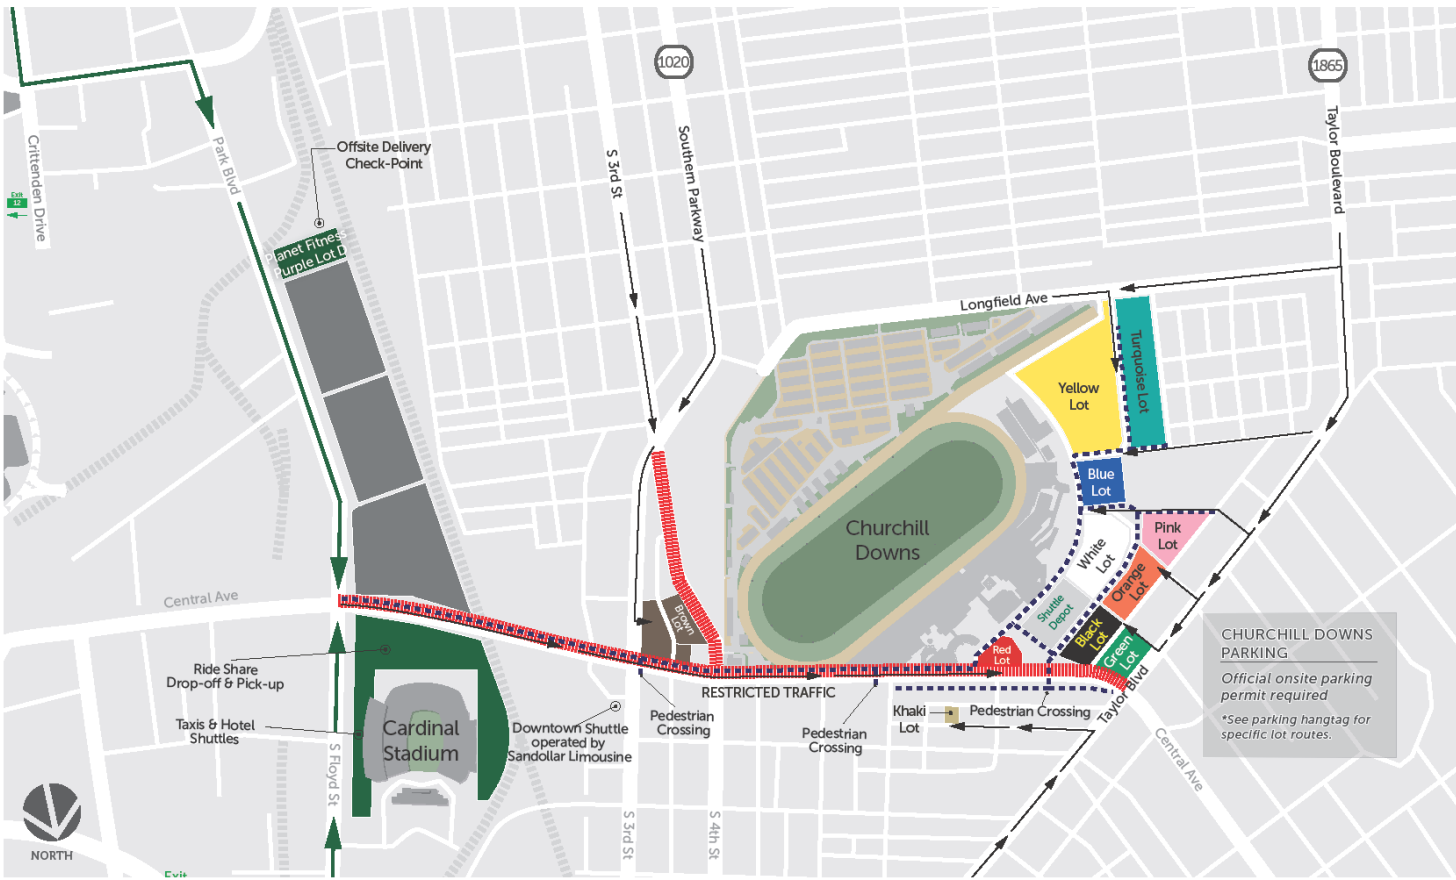 1020
1865
Crittenden Drive
Exit
12
Park Blvd
Offsite Delivery
Check-Point
S 3rd St
Southern Parkway
Taylor Boulevard
Planet Fitness
Purple Lot D
Longfield Ave
Turquoise Lot
Yellow
Lot
Blue
Lot
Churchill
Downs
Pink
Lot
White
Lot
Orange
Lot
Shuttle
Depot
Black
Lot
Green
Lot
Red
Lot
Brown
Lot
Central Ave
Ride Share
Drop-off & Pick-up
Taxis & Hotel
Shuttles
Cardinal
Stadium
S Floyd St
Downtown Shuttle
operated by
Sandollar Limousine
Pedestrian
Crossing
RESTRICTED TRAFFIC
Pedestrian
Crossing
Khaki
Lot
Pedestrian Crossing
Taylor Blvd
Central Ave
S 3rd St
S 4th St
CHURCHILL DOWNS
PARKING
Official onsite parking
permit required
*See parking hangtag for
specific lot routes.
NORTH
Exit